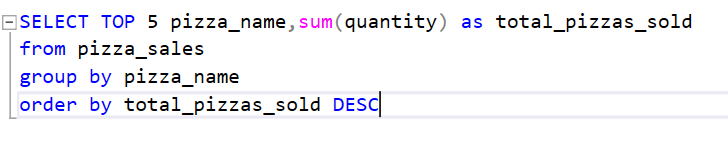 SELECT TOP 5 pizza_name,sum(quantity) as total_pizzas_sold
from pizza_sales
group by pizza_name
order by total_pizzas_sold DESC